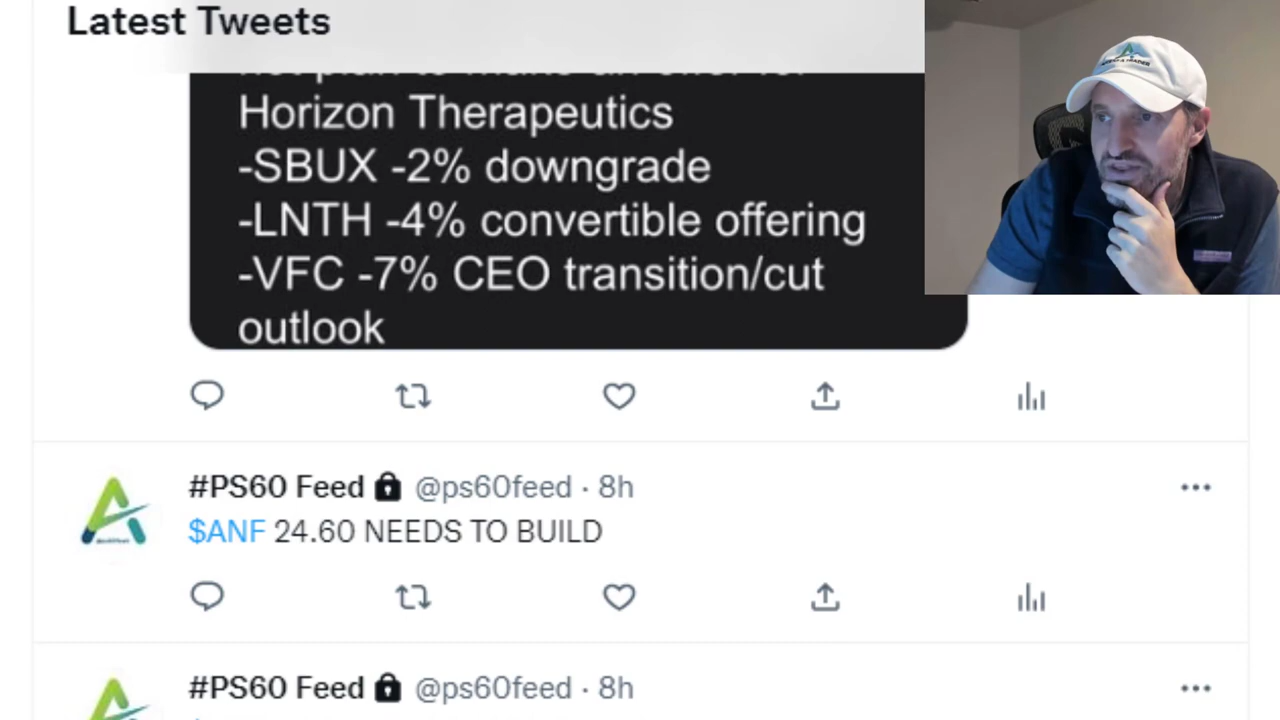 Latest Tweets
Horizon Therapeutics
-SBUX -2% downgrade
-LNTH -4% convertible offering
-VFC -7% CEO transition/cut
outlook
#PS60 Feed @ps60feed · 8h
$ANF 24.60 NEEDS TO BUILD
#PS60 Feed @ps60feed · 8h